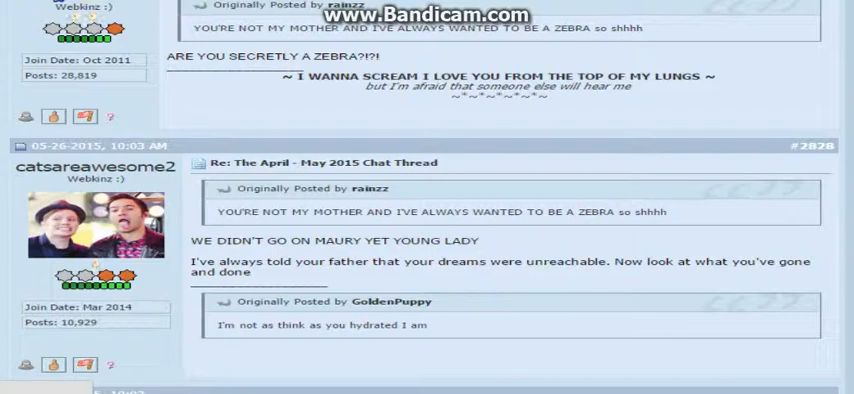 Webkinz :)
Originally Posted by rainzz
www.Bandicam.com
YOU'RE NOT MY MOTHER AND I'VE ALWAYS WANTED TO BE A ZEBRA so shhhh
Join Date: Oct 2011
Posts: 28,819
ARE YOU SECRETLY A ZEBRA?!?!
~ I WANNA SCREAM I LOVE YOU FROM THE TOP OF MY LUNGS ~
but I'm afraid that someone else will hear me
~*~*~*~*~*~
05-26-2015, 10:03 AM
#2828
catsareawesome2
Webkinz :)
Join Date: Mar 2014
Posts: 10,929
Re: The April - May 2015 Chat Thread
Originally Posted by rainzz
YOU'RE NOT MY MOTHER AND I'VE ALWAYS WANTED TO BE A ZEBRA so shhhh
WE DIDN'T GO ON MAURY YET YOUNG LADY
I've always told your father that your dreams were unreachable. Now look at what you've gone
and done
Originally Posted by GoldenPuppy
I'm not as think as you hydrated I am